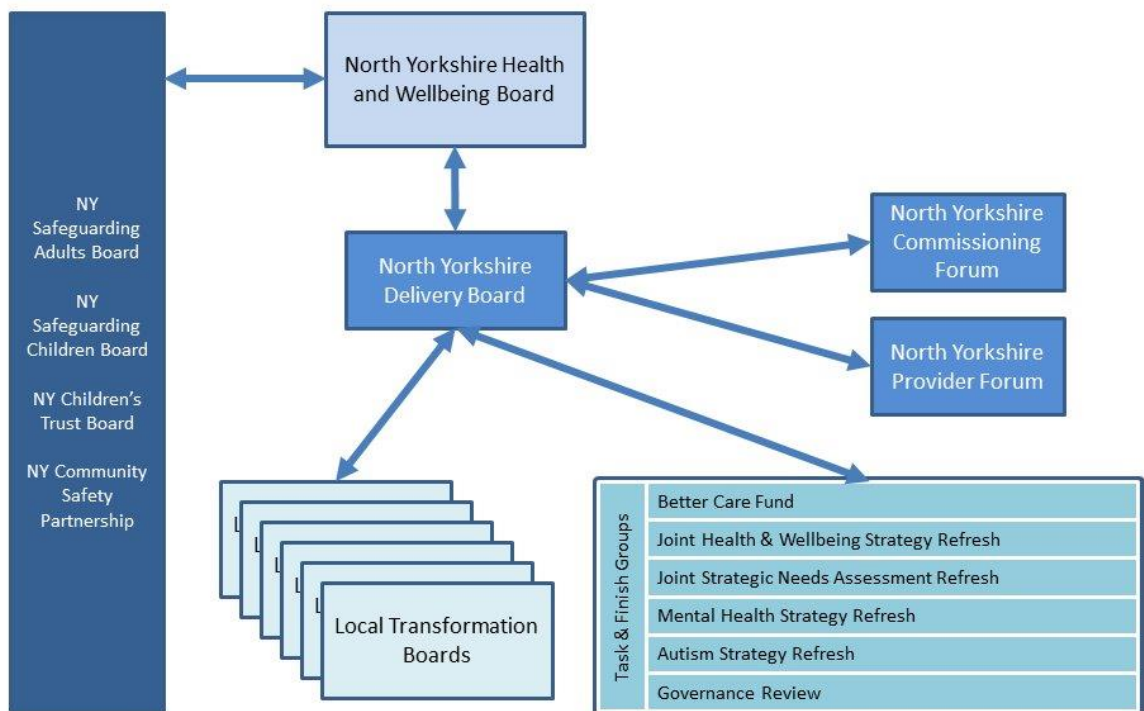 North Yorkshire Health
and Wellbeing Board
NY
Safeguarding
Adults Board
NY
Safeguarding
Children Board
NY Children’s
Trust Board
NY Community
Safety
Partnership
North Yorkshire
Delivery Board
North Yorkshire
Commissioning
Forum
North Yorkshire
Provider Forum
L
L
L
L
L
Local Transformation
Boards
Task & Finish Groups
Better Care Fund
Joint Health & Wellbeing Strategy Refresh
Joint Strategic Needs Assessment Refresh
Mental Health Strategy Refresh
Autism Strategy Refresh
Governance Review